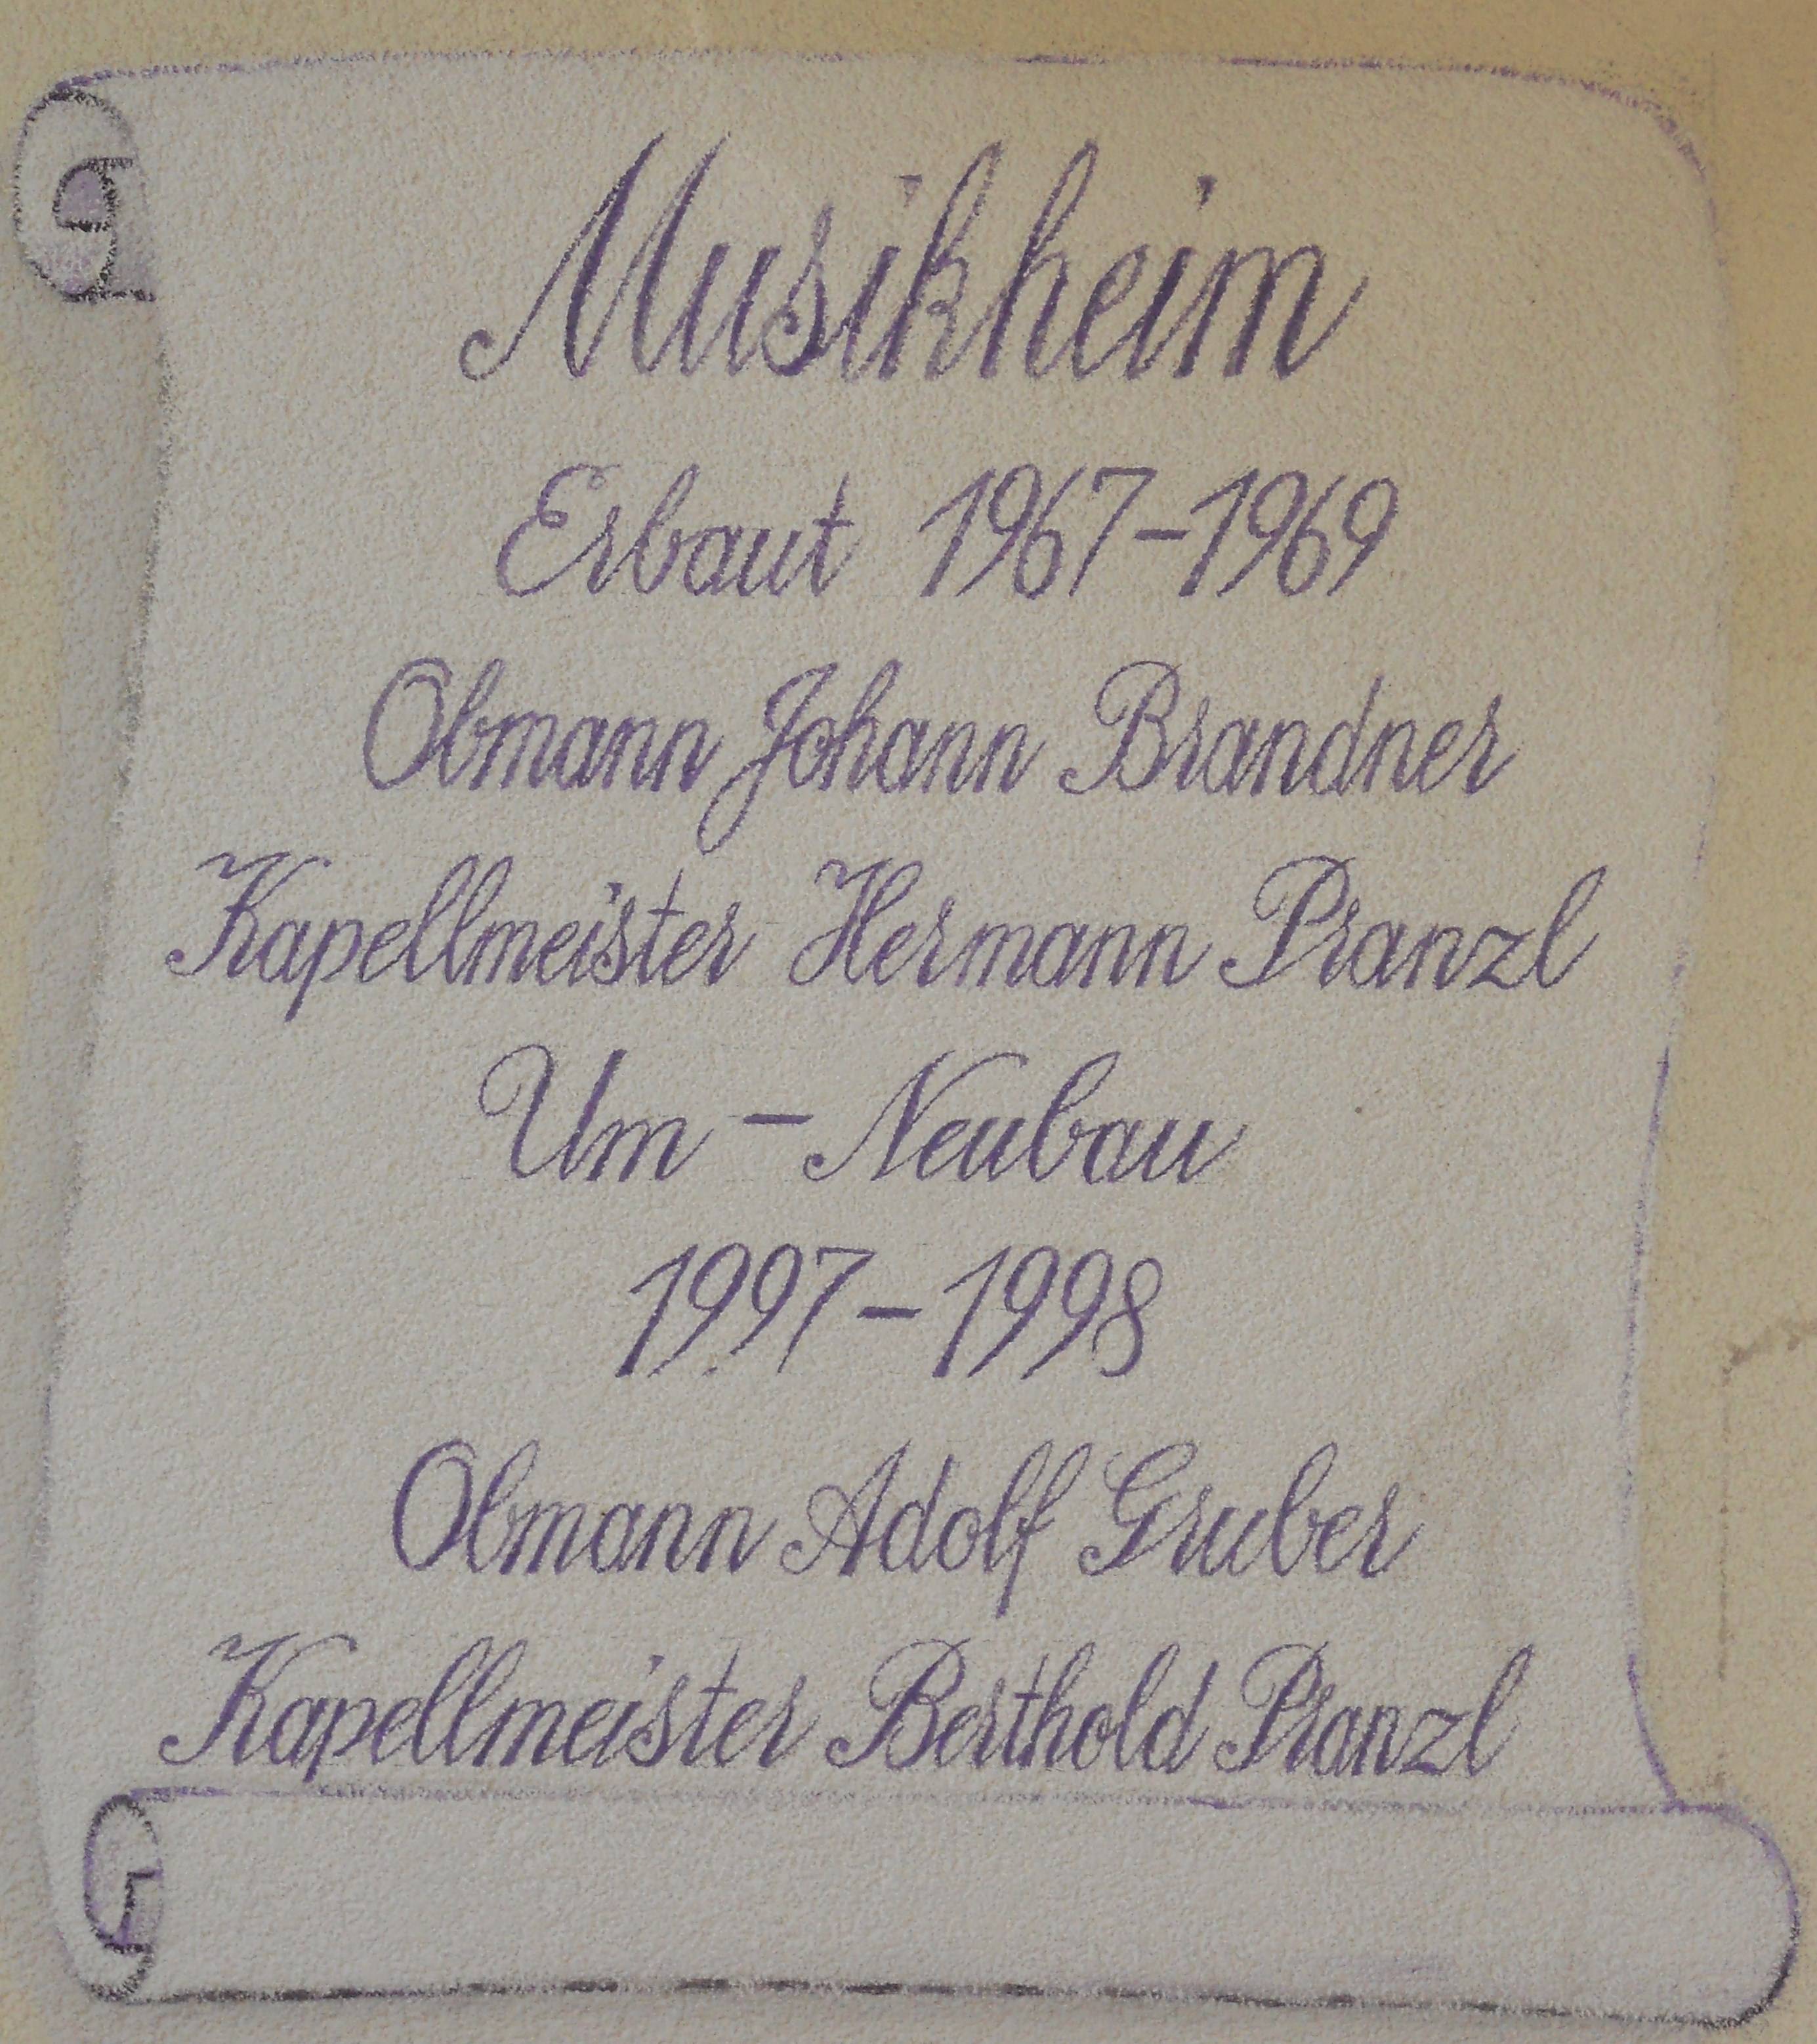 Musikheim
Erbaut 1967-1969
Obmann Johann Brandner
Kapellmeister Hermann Pranzl
Um - Neubau
1997-1998
Obmann Adolf Gruber
Kapellmeister Berthold Pranzl